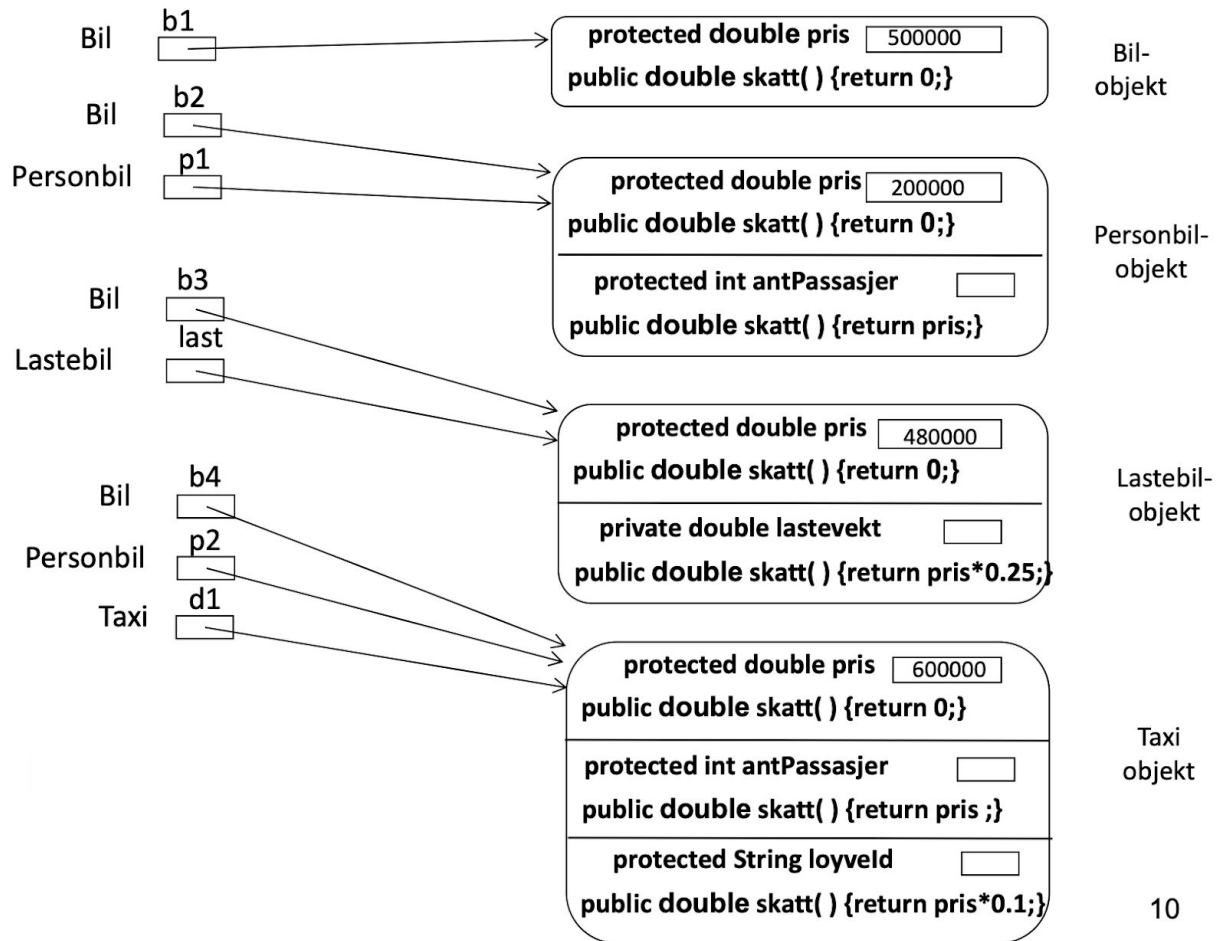 b1
Bil
protected double pris 500000
public double skatt( ) {return 0;}
Bil-
objekt
b2
Bil
p1
Personbil
protected double pris 200000
public double skatt( ) {return 0;}
protected int antPassasjer
public double skatt( ) {return pris;}
Personbil-
objekt
b3
Bil
last
Lastebil
protected double pris 480000
public double skatt( ) {return 0;}
private double lastevekt
public double skatt( ) {return pris*0.25;}
Lastebil-
objekt
b4
Bil
p2
Personbil
d1
Taxi
protected double pris 600000
public double skatt( ) {return 0;}
protected int antPassasjer
public double skatt( ) {return pris ;}
protected String loyveId
public double skatt( ) {return pris*0.1;}
Taxi
objekt
10